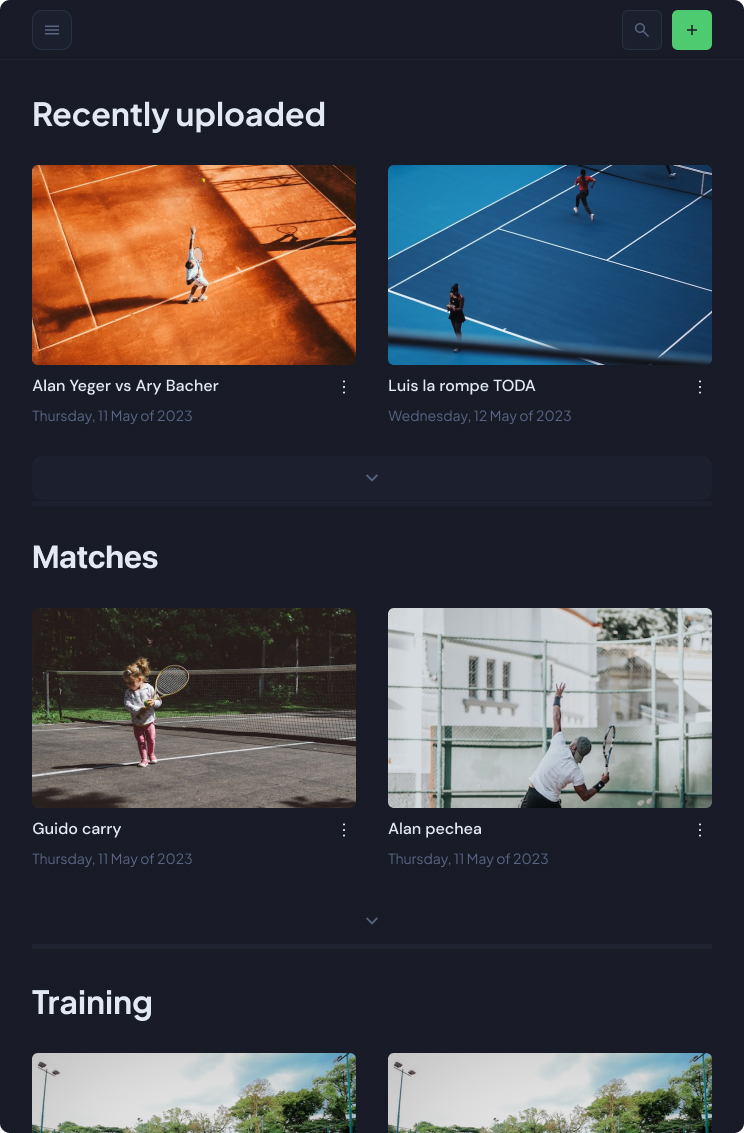 Recently uploaded
Alan Yeger vs Ary Bacher
Luis la rompe TODA
Thursday, 11 May of 2023
Wednesday, 12 May of 2023
Matches
Guido carry
Alan pechea
Thursday, 11 May of 2023
Thursday, 11 May of 2023
Training